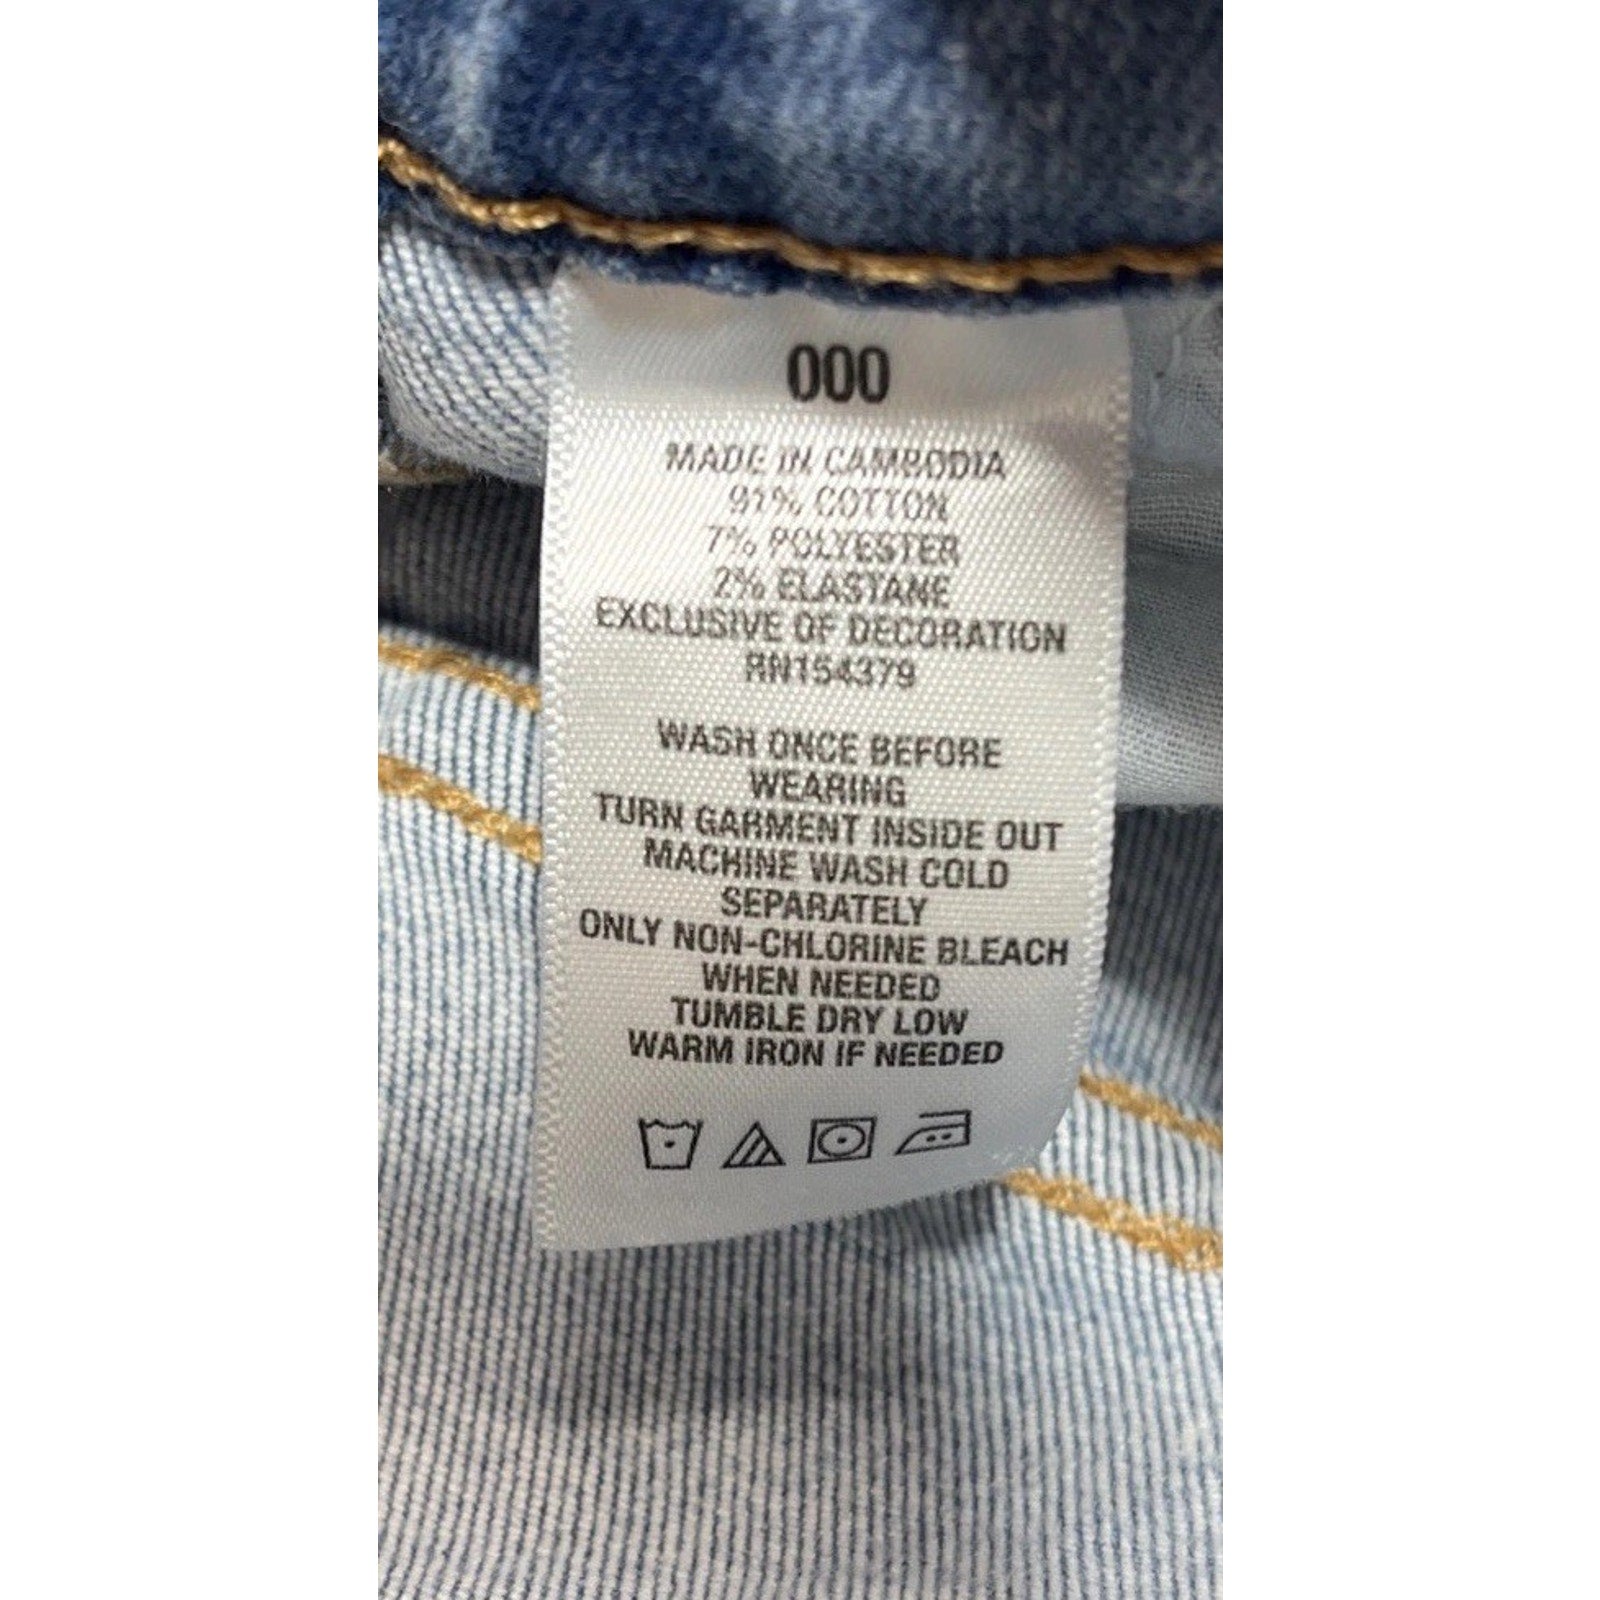 000
MADE IN CAMBODIA
91% COTTON
7% POLYESTER
2% ELASTANE
EXCLUSIVE OF DECORATION
RN154379
WASH ONCE BEFORE
WEARING
TURN GARMENT INSIDE OUT
MACHINE WASH COLD
SEPARATELY
ONLY NON-CHLORINE BLEACH
WHEN NEEDED
TUMBLE DRY LOW
WARM IRON IF NEEDED